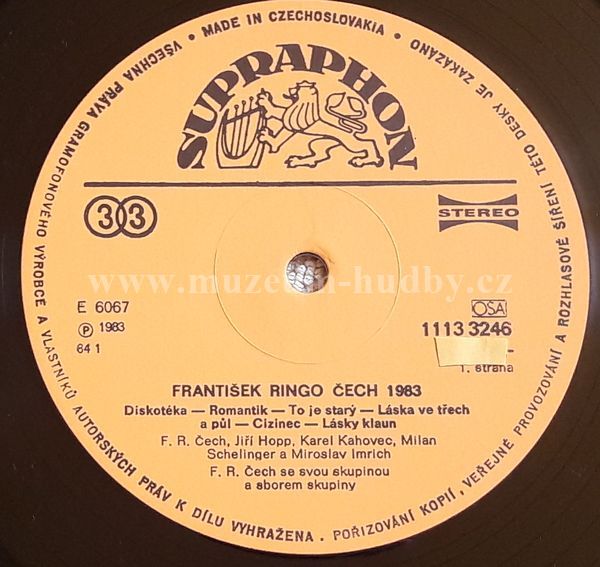 VŠECHNA PRÁVA GRAMOFONOVÉHO VÝROBCE A VLASTNÍKŮ AUTORSKÝCH PRÁV K DÍLU VYHRAŽENA. POŘIZOVÁNÍ KOPIÍ, VEŘEJNÉ PROVOZOVÁNÍ A ROZHLASOVÉ ŠÍŘENÍ TÉTO DESKY JE ZAKÁZÁNO
• MADE IN CZECHOSLOVAKIA •
SUPRAPHON
33
STEREO
www.muzeum-hudby.cz
E 6067
Ⓟ 1983
64 1
OSA
1113 3246
1. strana
FRANTIŠEK RINGO ČECH 1983
Diskotéka — Romantik — To je starý — Láska ve třech
a půl — Cizinec — Lásky klaun
F. R. Čech, Jiří Hopp, Karel Kahovec, Milan
Schelinger a Miroslav Imrich
F. R. Čech se svou skupinou
a sborem skupiny